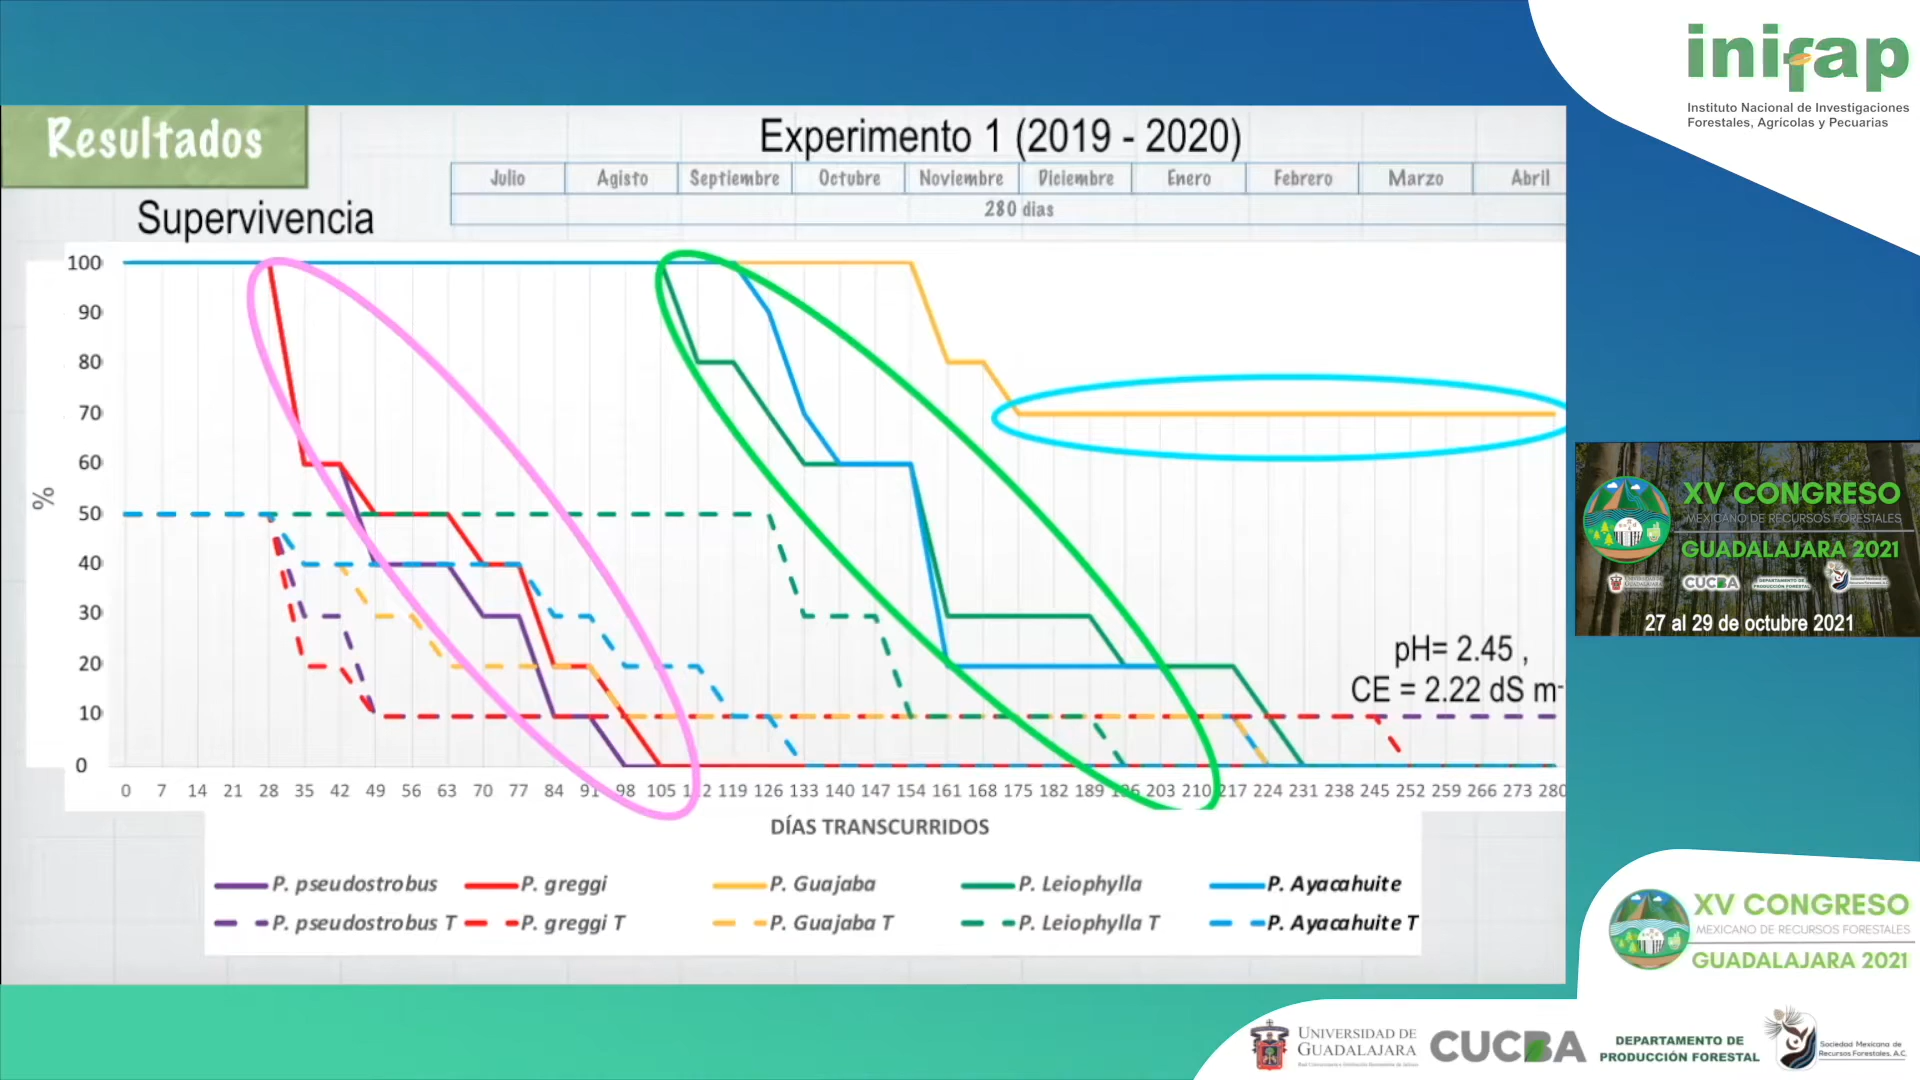 inifap
Instituto Nacional de Investigaciones
Forestales, Agrícolas y Pecuarias
Resultados
Experimento 1 (2019 - 2020)
Julio Agisto Septiembre Octubre Noviembre Diciembre Enero Febrero Marzo Abril
280 dias
Supervivencia
100
90
80
70
60
50
40
30
20
10
0
%
pH= 2.45 ,
CE = 2.22 dS m-
0 7 14 21 28 35 42 49 56 63 70 77 84 91 98 105 112 119 126 133 140 147 154 161 168 175 182 189 196 203 210 217 224 231 238 245 252 259 266 273 280
DÍAS TRANSCURRIDOS
P. pseudostrobus P. greggi P. Guajaba P. Leiophylla P. Ayacahuite
P. pseudostrobus T P. greggi T P. Guajaba T P. Leiophylla T P. Ayacahuite T
XV CONGRESO
MEXICANO DE RECURSOS FORESTALES
GUADALAJARA 2021
CUCBA
27 al 29 de octubre 2021
XV CONGRESO
MEXICANO DE RECURSOS FORESTALES
GUADALAJARA 2021
UNIVERSIDAD DE
GUADALAJARA
CUCBA
DEPARTAMENTO DE
PRODUCCIÓN FORESTAL
Sociedad Mexicana de
Recursos Forestales, A.C.